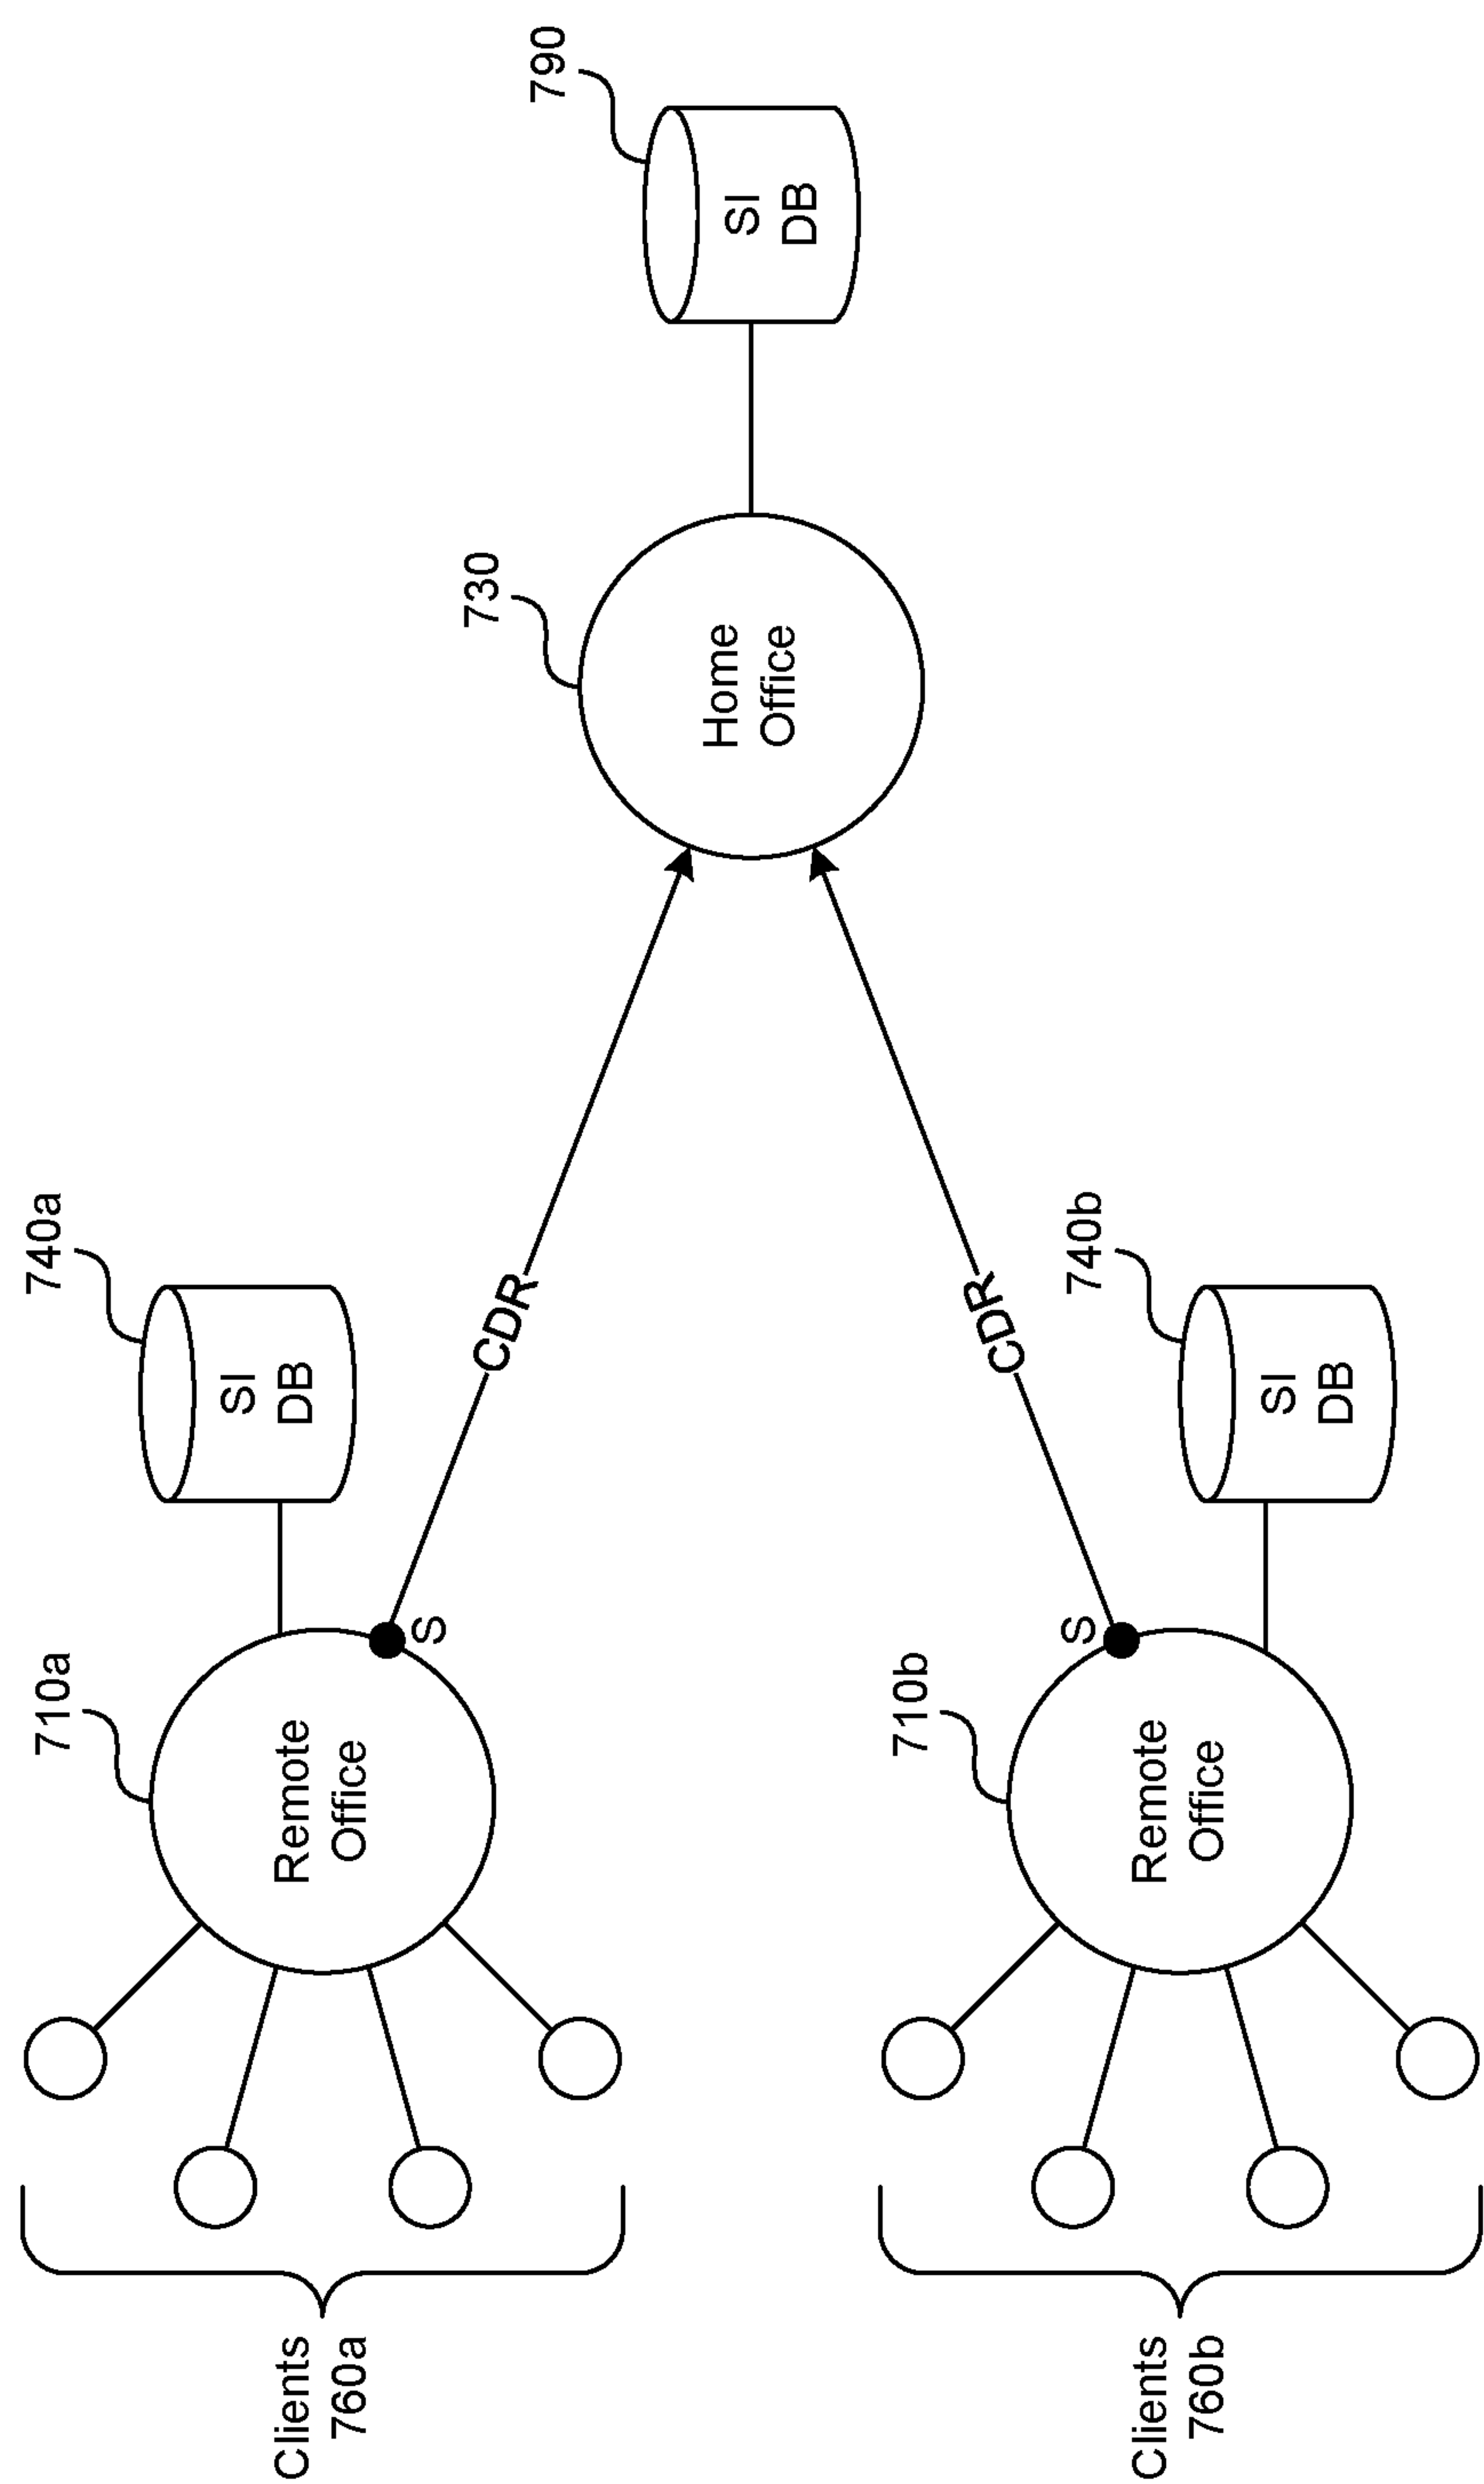 Clients
760a
710a
Remote
Office
S
740a
SI
DB
CDR
730
Home
Office
790
SI
DB
Clients
760b
710b
Remote
Office
S
740b
SI
DB
CDR